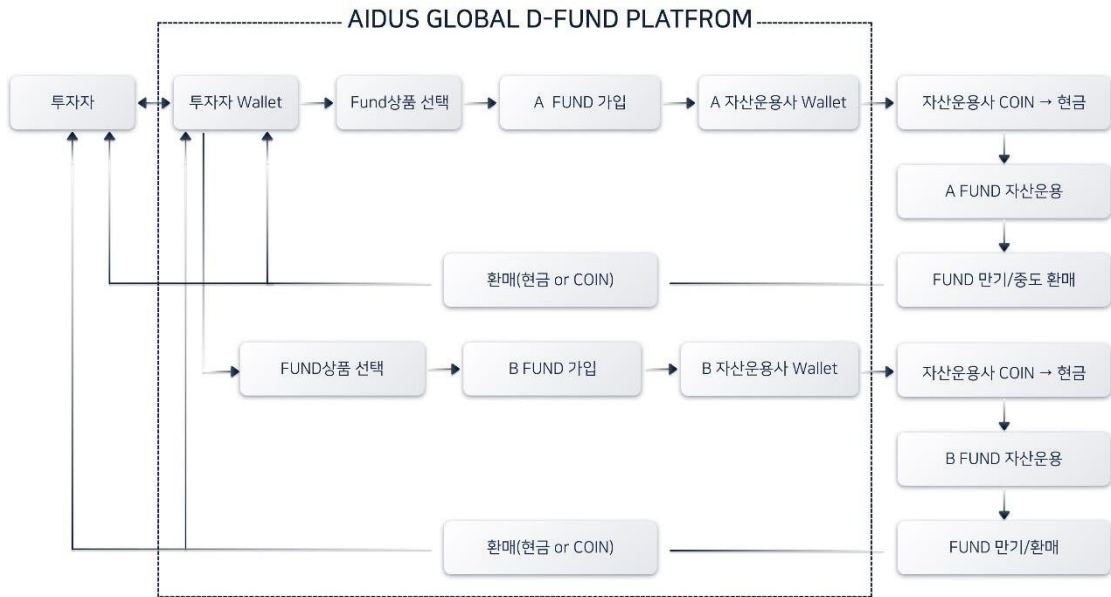 AIDUS GLOBAL D-FUND PLATFROM
투자자
투자자 Wallet
Fund상품 선택
A FUND 가입
A 자산운용사 Wallet
자산운용사 COIN → 현금
A FUND 자산운용
환매(현금 or COIN)
FUND 만기/중도 환매
FUND상품 선택
B FUND 가입
B 자산운용사 Wallet
자산운용사 COIN → 현금
B FUND 자산운용
환매(현금 or COIN)
FUND 만기/환매